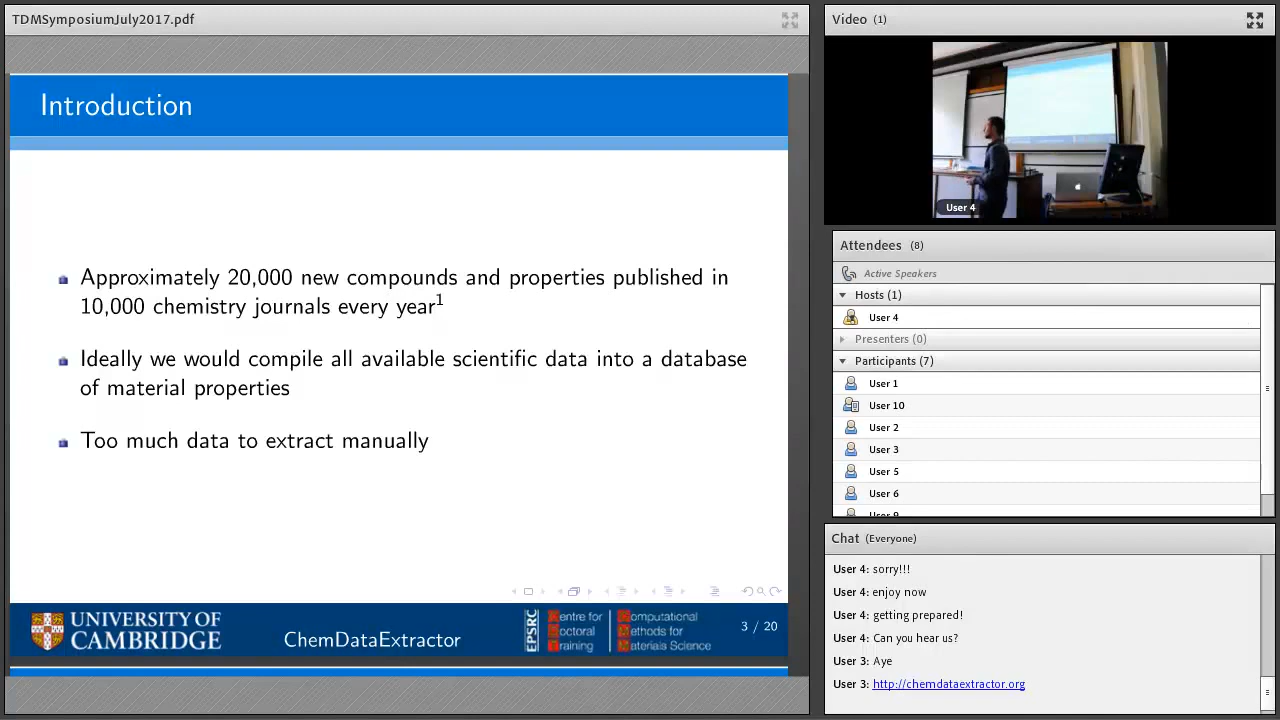 TDMSymposiumJuly2017.pdf
Introduction
Approximately 20,000 new compounds and properties published in
10,000 chemistry journals every year1
Ideally we would compile all available scientific data into a database
of material properties
Too much data to extract manually
UNIVERSITY OF
CAMBRIDGE
ChemDataExtractor
EPSRC
Centre for
Doctoral
Training
Computational
Methods for
Materials Science
3 / 20
Video (1)
User 4
Attendees (8)
Active Speakers
Hosts (1)
User 4
Presenters (0)
Participants (7)
User 1
User 10
User 2
User 3
User 5
User 6
User 9
Chat (Everyone)
User 4: sorry!!!
User 4: enjoy now
User 4: getting prepared!
User 4: Can you hear us?
User 3: Aye
User 3: http://chemdataextractor.org